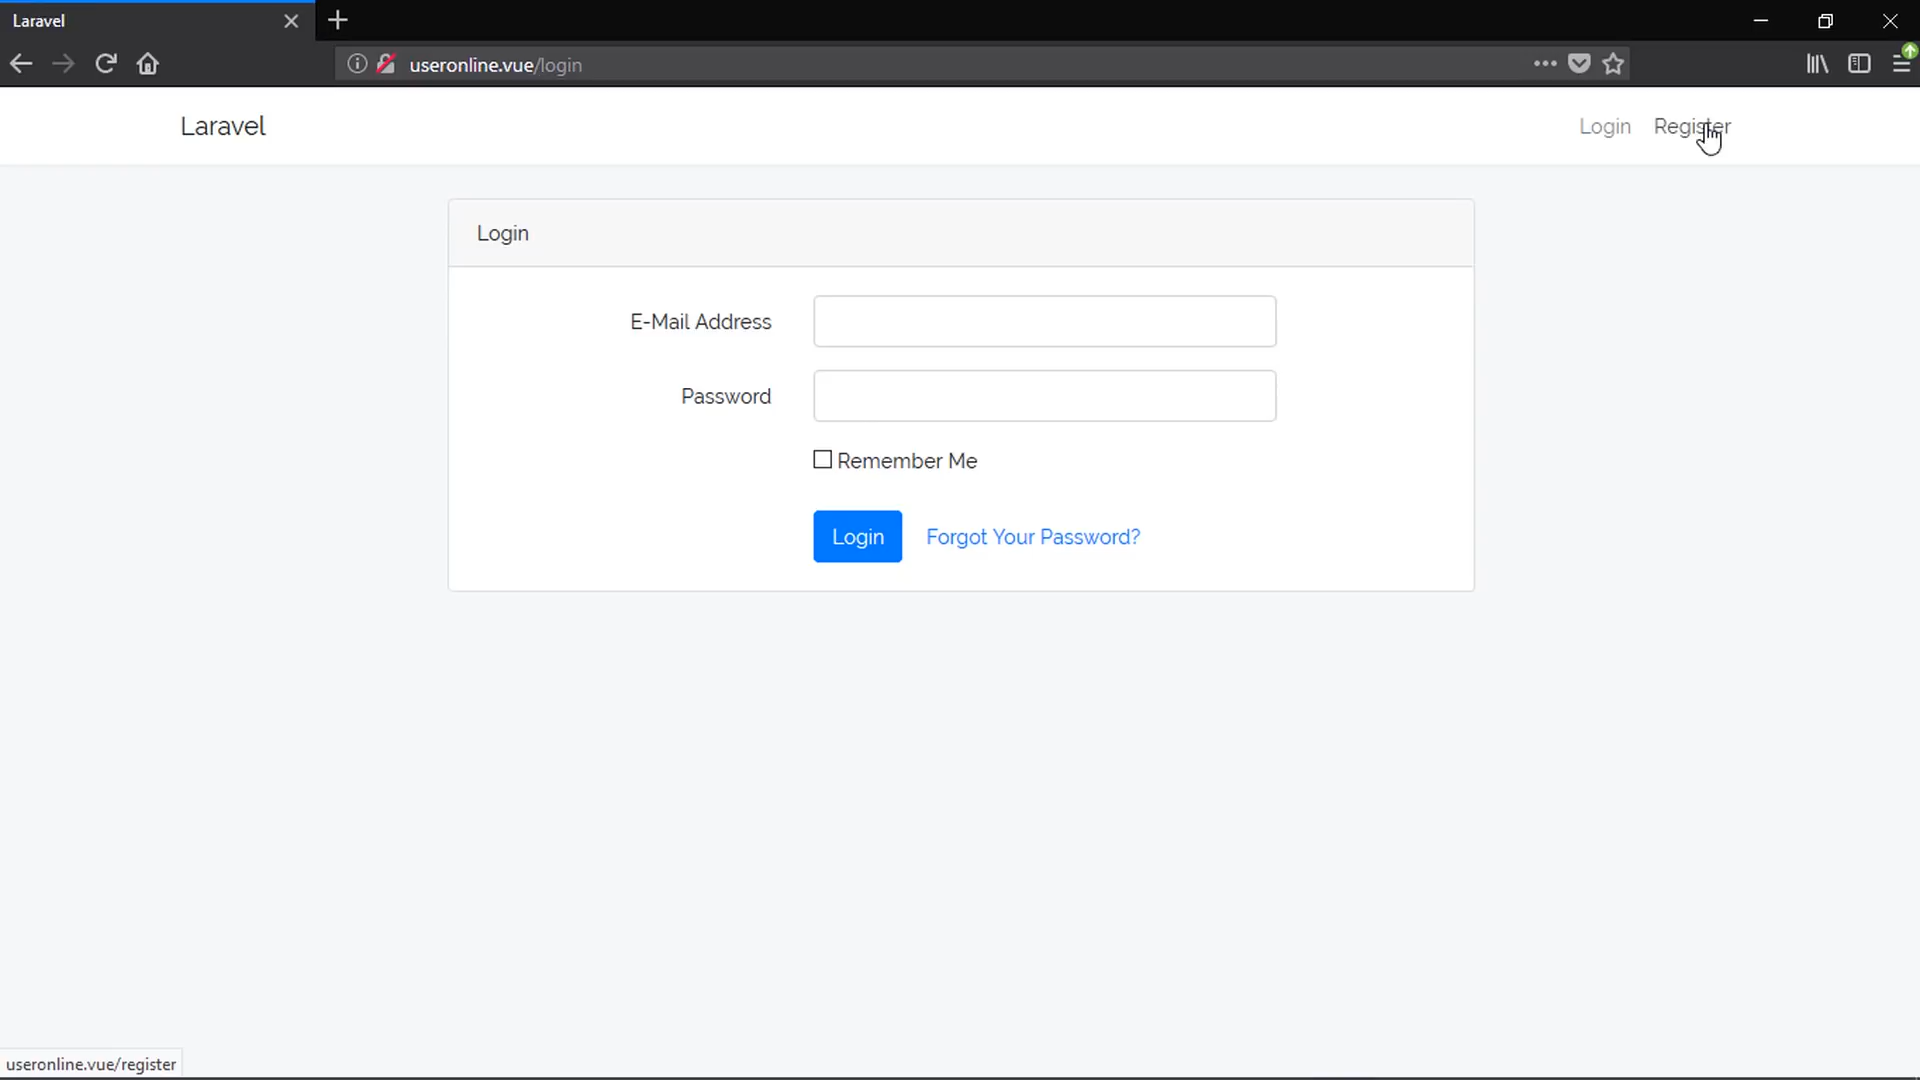 Laravel
useronline.vue/login
Laravel
Login Register
Login
E-Mail Address
Password
Remember Me
Login Forgot Your Password?
useronline.vue/register